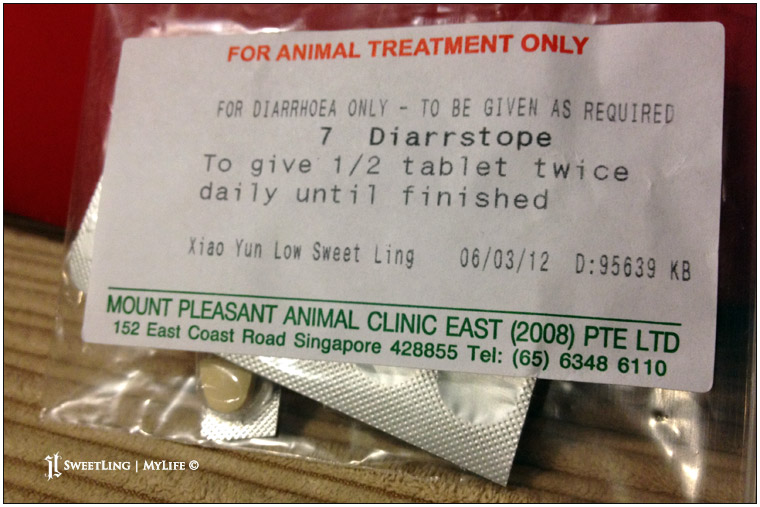 FOR ANIMAL TREATMENT ONLY
FOR DIARRHOEA ONLY - TO BE GIVEN AS REQUIRED
7 Diarrstope
To give 1/2 tablet twice
daily until finished
Xiao Yun Low Sweet Ling 06/03/12 D:95639 KB
MOUNT PLEASANT ANIMAL CLINIC EAST (2008) PTE LTD
152 East Coast Road Singapore 428855 Tel: (65) 6348 6110
SWEETLING | MYLIFE ©